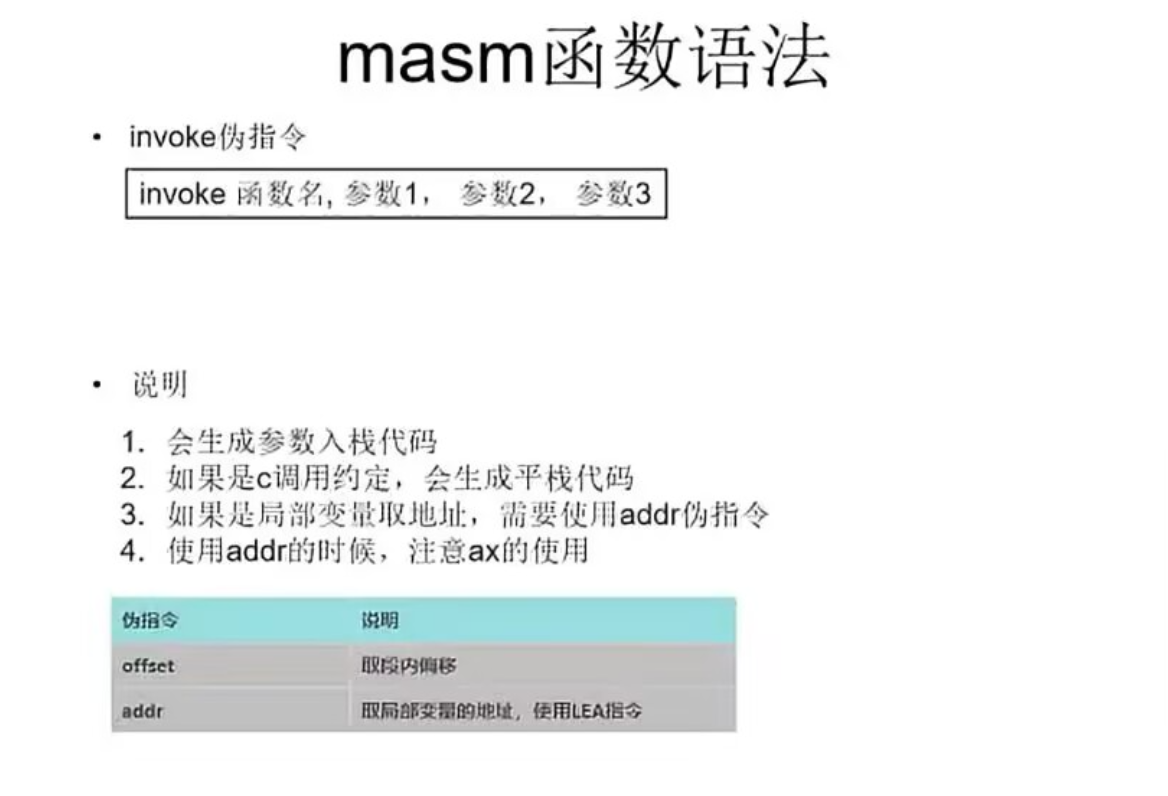 masm函数语法
• invoke伪指令
invoke 函数名, 参数1， 参数2， 参数3
• 说明
1. 会生成参数入栈代码
2. 如果是c调用约定，会生成平栈代码
3. 如果是局部变量取地址，需要使用addr伪指令
4. 使用addr的时候，注意ax的使用
伪指令 说明
offset 取段内偏移
addr 取局部变量的地址，使用LEA指令